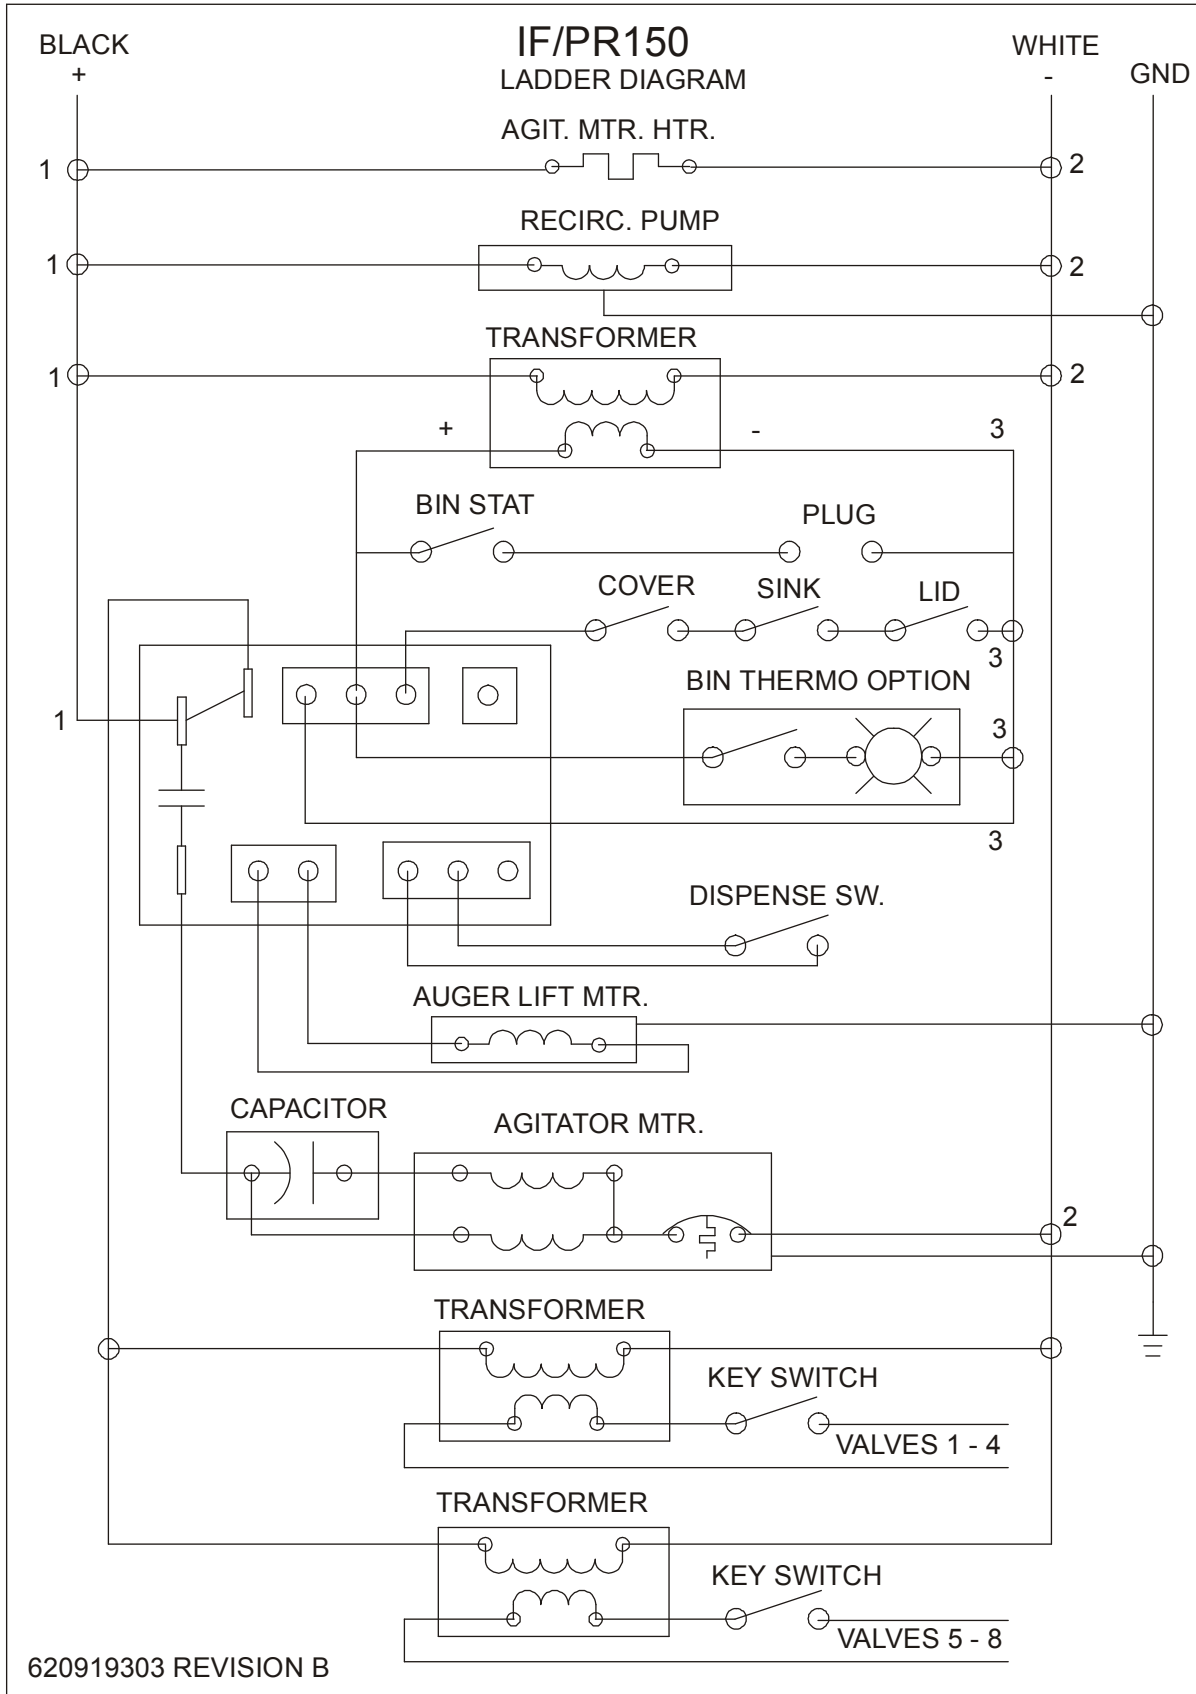 IF/PR150
LADDER DIAGRAM
BLACK
+
WHITE
-
GND
AGIT. MTR. HTR.
1
2
RECIRC. PUMP
1
2
TRANSFORMER
1
2
+
-
3
BIN STAT
PLUG
COVER
SINK
LID
3
BIN THERMO OPTION
1
3
3
DISPENSE SW.
AUGER LIFT MTR.
CAPACITOR
AGITATOR MTR.
2
TRANSFORMER
KEY SWITCH
VALVES 1 - 4
TRANSFORMER
KEY SWITCH
VALVES 5 - 8
620919303 REVISION B